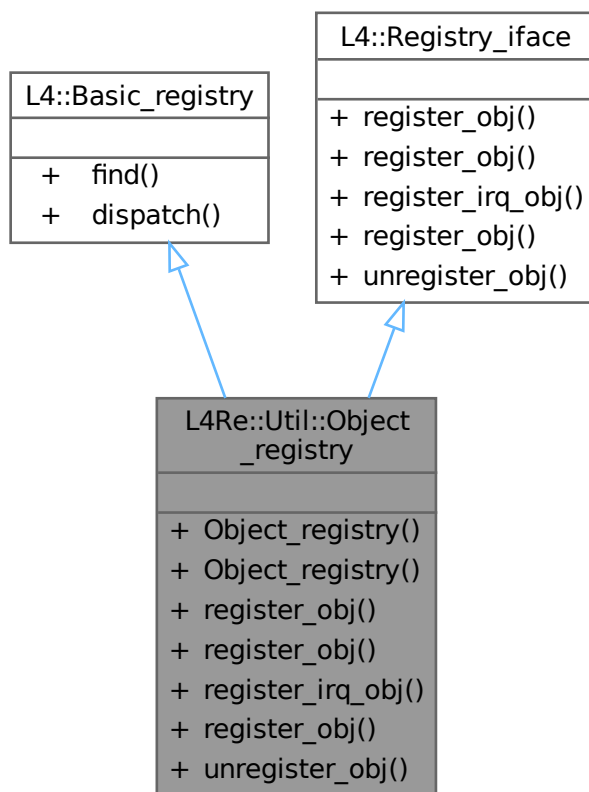 L4::Basic_registry
+ find()
+ dispatch()
L4::Registry_iface
+ register_obj()
+ register_obj()
+ register_irq_obj()
+ register_obj()
+ unregister_obj()
L4Re::Util::Object
_registry
+ Object_registry()
+ Object_registry()
+ register_obj()
+ register_obj()
+ register_irq_obj()
+ register_obj()
+ unregister_obj()